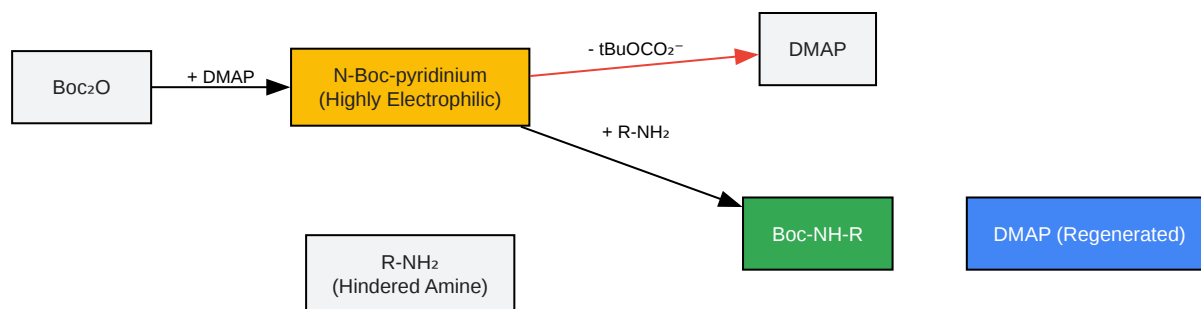 Boc₂O
+ DMAP
N-Boc-pyridinium
(Highly Electrophilic)
- tBuOCO₂⁻
DMAP
+ R-NH₂
Boc-NH-R
DMAP (Regenerated)
R-NH₂
(Hindered Amine)